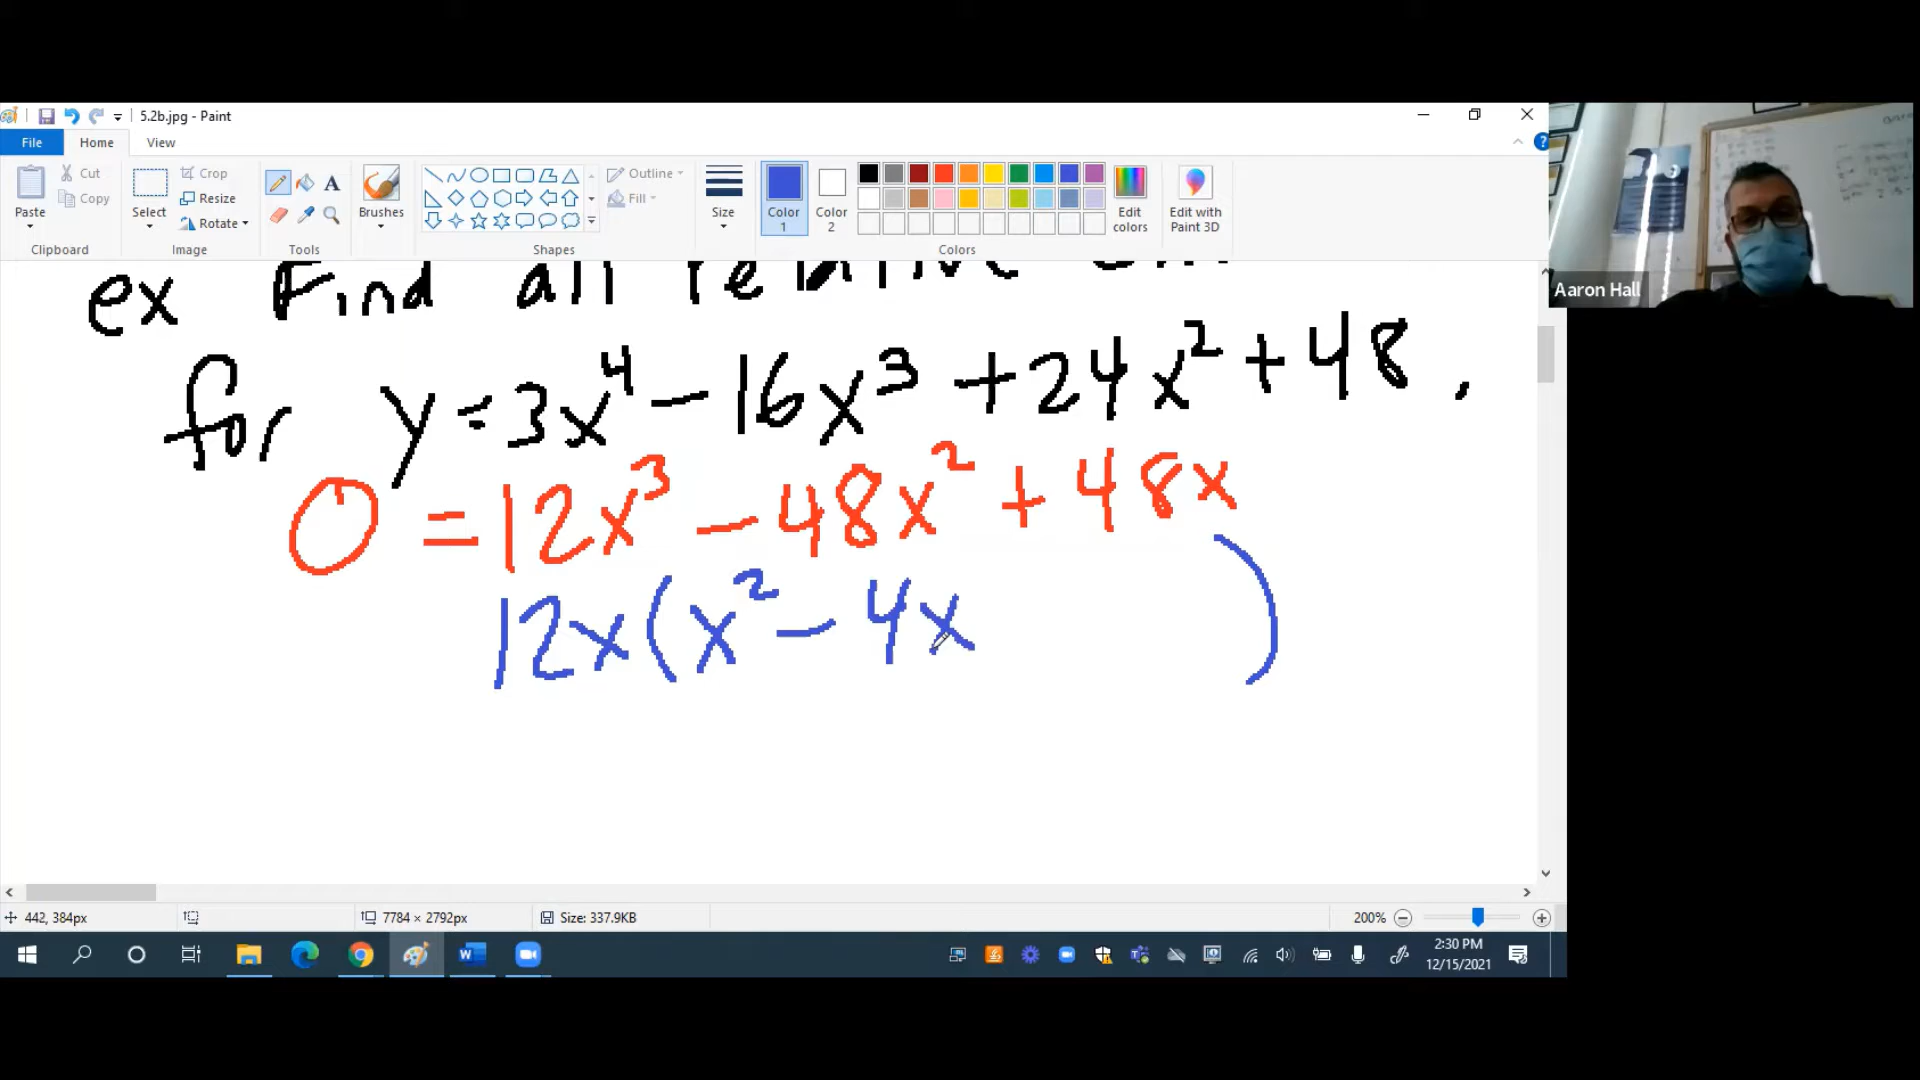 5.2b.jpg - Paint
File Home View
Paste Cut Copy Clipboard
Select Crop Resize Rotate Image
A Tools
Brushes
Outline Fill Shapes
Size
Color 1 Color 2 Edit colors Colors
Edit with Paint 3D
Aaron Hall
ex Find all relative
for y = 3x⁴ - 16x³ + 24x² + 48,
0 = 12x³ - 48x² + 48x
12x(x² - 4x )
442, 384px 7784 × 2792px Size: 337.9KB 200%
2:30 PM
12/15/2021